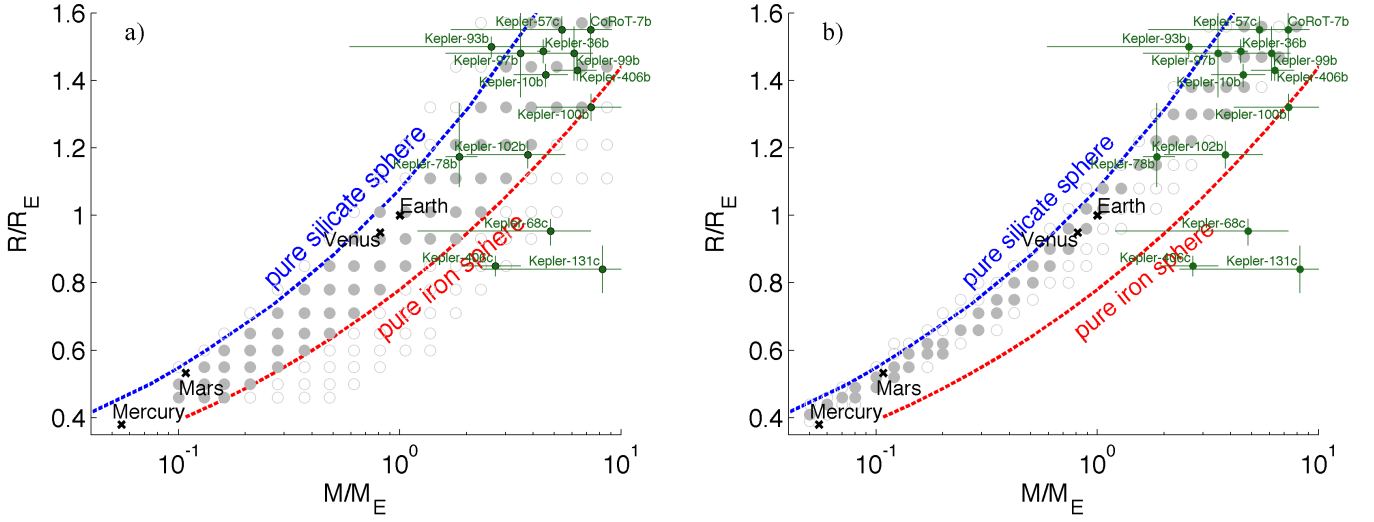 a)
1.6
1.4
1.2
1
0.8
0.6
0.4
R/R_E
10^-1
10^0
10^1
M/M_E
pure silicate sphere
pure iron sphere
Kepler-57c
CoRoT-7b
Kepler-93b
Kepler-36b
Kepler-97b
Kepler-99b
Kepler-10b
Kepler-406b
Kepler-100b
Kepler-102b
Kepler-78b
Earth
Venus
Kepler-68c
Kepler-406c
Kepler-131c
Mars
Mercury
b)
1.6
1.4
1.2
1
0.8
0.6
0.4
R/R_E
10^-1
10^0
10^1
M/M_E
pure silicate sphere
pure iron sphere
Kepler-57c
CoRoT-7b
Kepler-93b
Kepler-36b
Kepler-97b
Kepler-99b
Kepler-10b
Kepler-406b
Kepler-100b
Kepler-102b
Kepler-78b
Earth
Venus
Kepler-68c
Kepler-406c
Kepler-131c
Mars
Mercury